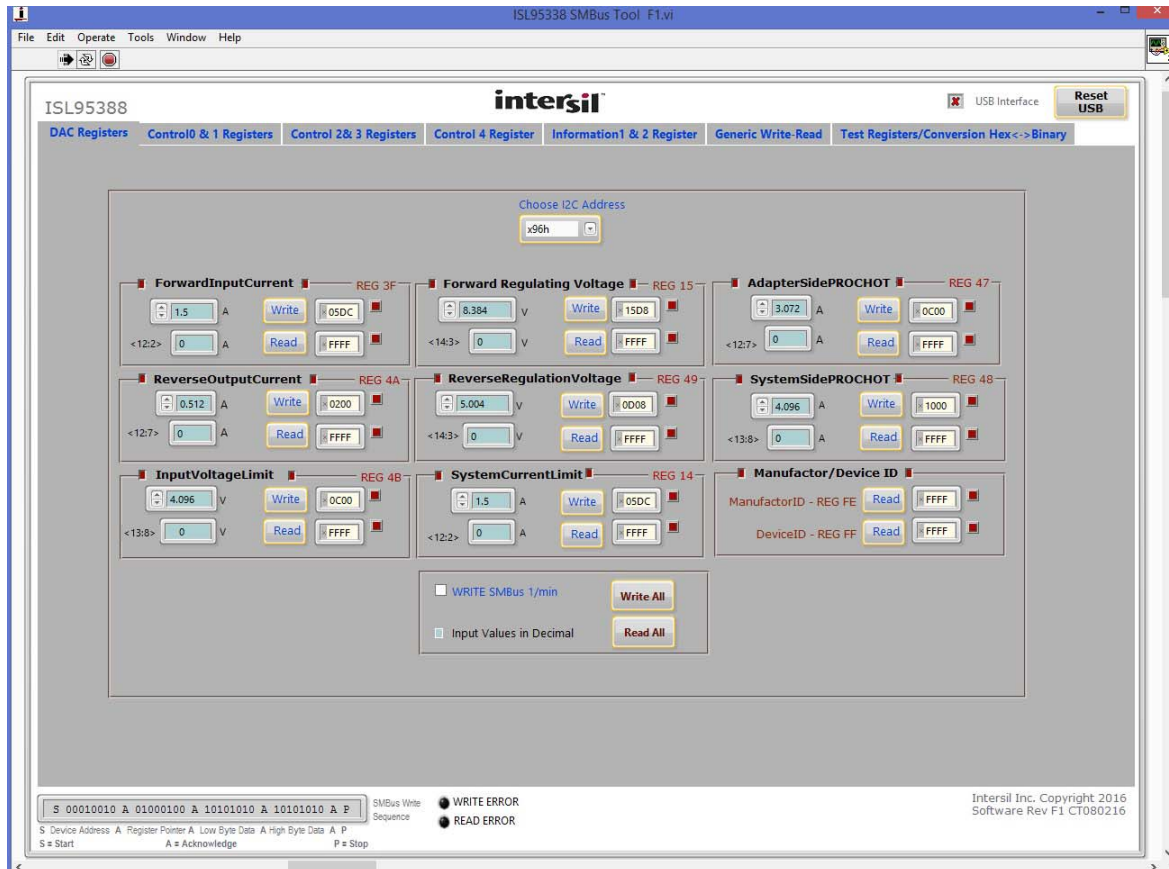 ISL95338 SMBus Tool F1.vi
File Edit Operate Tools Window Help
ISL95388
intersil
USB Interface
Reset USB
DAC Registers Control0 & 1 Registers Control 2& 3 Registers Control 4 Register Information1 & 2 Register Generic Write-Read Test Registers/Conversion Hex<->Binary
Choose I2C Address
x96h
ForwardInputCurrent REG 3F
1.5 A Write x 05DC
<12:2> 0 A Read x FFFF
Forward Regulating Voltage REG 15
8.384 V Write x 15D8
<14:3> 0 V Read x FFFF
AdapterSidePROCHOT REG 47
3.072 A Write x 0C00
<12:7> 0 A Read x FFFF
ReverseOutputCurrent REG 4A
0.512 A Write x 0200
<12:7> 0 A Read x FFFF
ReverseRegulationVoltage REG 49
5.004 V Write x 0D08
<14:3> 0 V Read x FFFF
SystemSidePROCHOT REG 48
4.096 A Write x 1000
<13:8> 0 A Read x FFFF
InputVoltageLimit REG 4B
4.096 V Write x 0C00
<13:8> 0 V Read x FFFF
SystemCurrentLimit REG 14
1.5 A Write x 05DC
<12:2> 0 A Read x FFFF
Manufactor/Device ID
ManufactorID - REG FE Read x FFFF
DeviceID - REG FF Read x FFFF
WRITE SMBus 1/min Write All
Input Values in Decimal Read All
S 00010010 A 01000100 A 10101010 A 10101010 A P
SMBus Write Sequence
S Device Address A Register Pointer A Low Byte Data A High Byte Data A P
S = Start A = Acknowledge P = Stop
WRITE ERROR
READ ERROR
Intersil Inc. Copyright 2016
Software Rev F1 CT080216